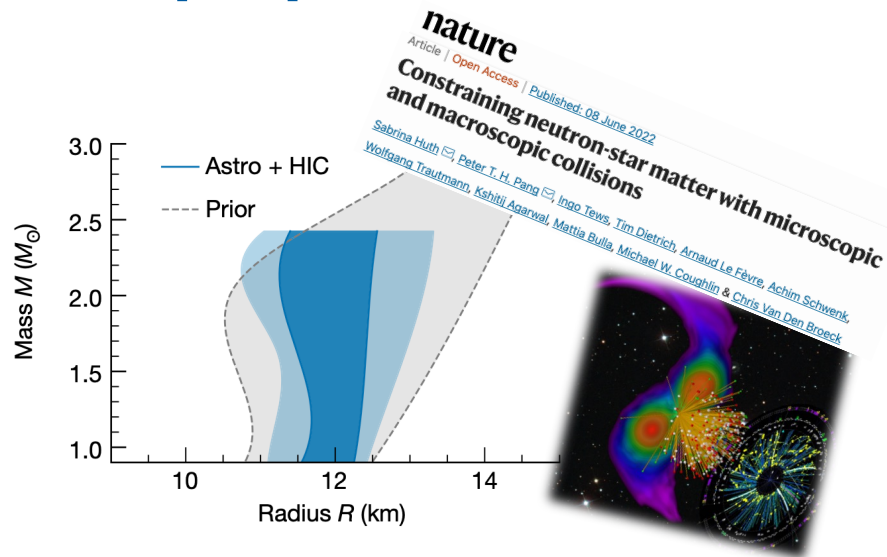 nature
Article | Open Access | Published: 08 June 2022
Constraining neutron-star matter with microscopic
and macroscopic collisions
Sabrina Huth, Peter T. H. Pang, Ingo Tews, Tim Dietrich, Arnaud Le Fèvre, Achim Schwenk,
Wolfgang Trautmann, Kshitij Agarwal, Mattia Bulla, Michael W. Coughlin & Chris Van Den Broeck
Astro + HIC
Prior
Mass M (M☉)
3.0
2.5
2.0
1.5
1.0
10 12 14
Radius R (km)